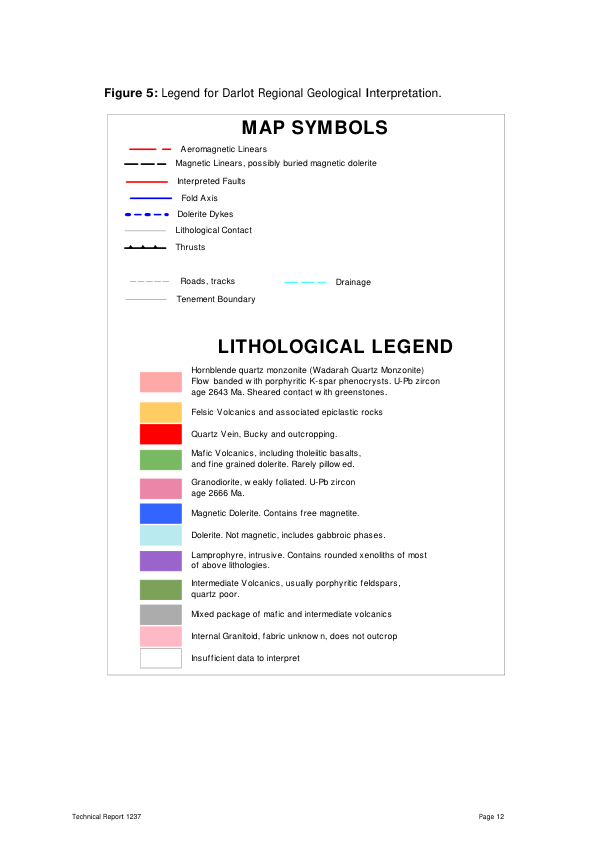 Figure 5: Legend for Darlot Regional Geological Interpretation.
MAP SYMBOLS
Aeromagnetic Linears
Magnetic Linears, possibly buried magnetic dolerite
Interpreted Faults
Fold Axis
Dolerite Dykes
Lithological Contact
Thrusts
Roads, tracks
Drainage
Tenement Boundary
LITHOLOGICAL LEGEND
Hornblende quartz monzonite (Wadarah Quartz Monzonite)
Flow banded with porphyritic K-spar phenocrysts. U-Pb zircon
age 2643 Ma. Sheared contact with greenstones.
Felsic Volcanics and associated epiclastic rocks
Quartz Vein, Bucky and outcropping.
Mafic Volcanics, including tholeiitic basalts,
and fine grained dolerite. Rarely pillowed.
Granodiorite, weakly foliated. U-Pb zircon
age 2666 Ma.
Magnetic Dolerite. Contains free magnetite.
Dolerite. Not magnetic, includes gabbroic phases.
Lamprophyre, intrusive. Contains rounded xenoliths of most
of above lithologies.
Intermediate Volcanics, usually porphyritic feldspars,
quartz poor.
Mixed package of mafic and intermediate volcanics
Internal Granitoid, fabric unknown, does not outcrop
Insufficient data to interpret
Technical Report 1237
Page 12